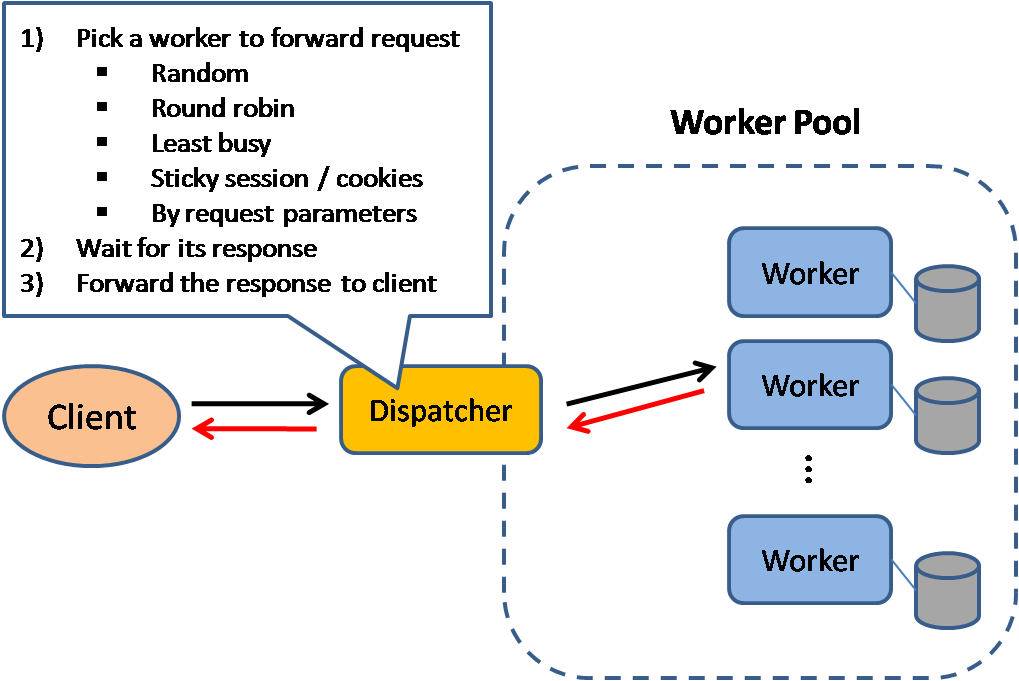 1) Pick a worker to forward request
▪ Random
▪ Round robin
▪ Least busy
▪ Sticky session / cookies
▪ By request parameters
2) Wait for its response
3) Forward the response to client
Worker Pool
Worker
Client
Dispatcher
Worker
⋮
Worker